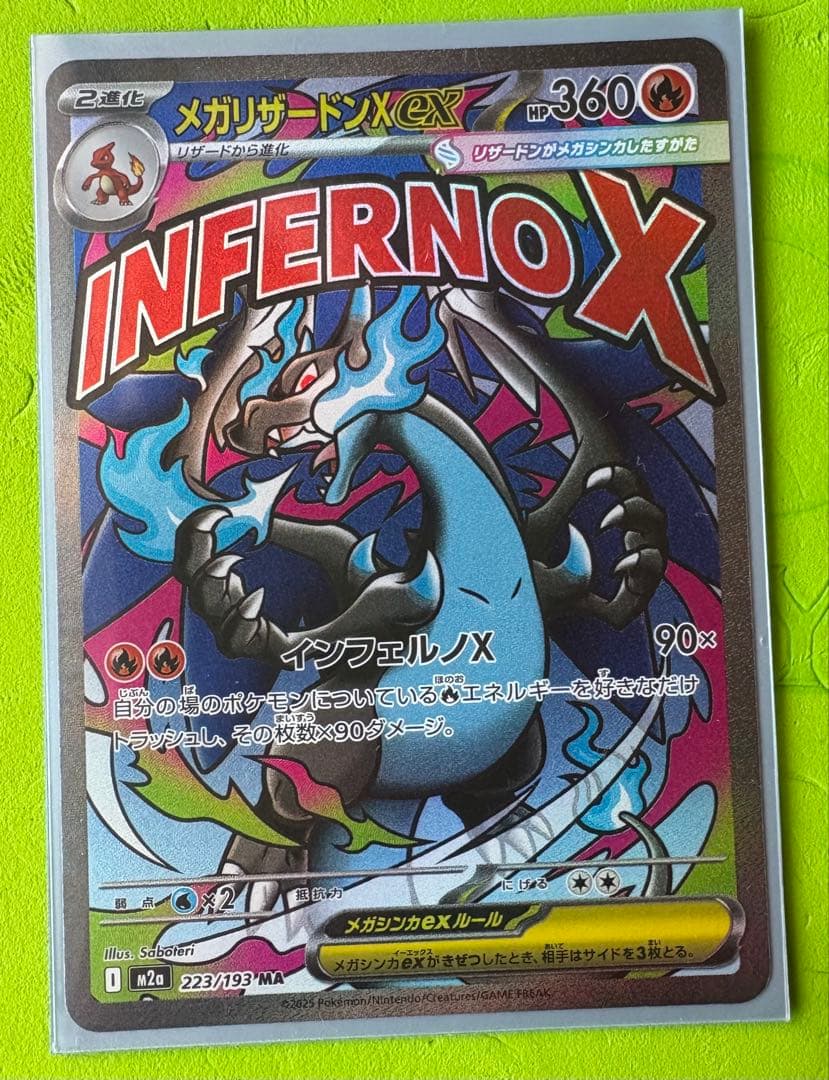 2進化
メガリザードンXex
HP360
リザードから進化
リザードンがメガシンカしたすがた
INFERNO X
インフェルノX
90×
自分の場のポケモンについているエネルギーを好きなだけ
トラッシュし、その枚数×90ダメージ。
弱点 ×2 抵抗力 にげる
メガシンカexルール
メガシンカexがきぜつしたとき、相手はサイドを3枚とる。
Illus. Saboteri
I m2a 223/193 MA
©2025 Pokémon/Nintendo/Creatures/GAME FREAK.